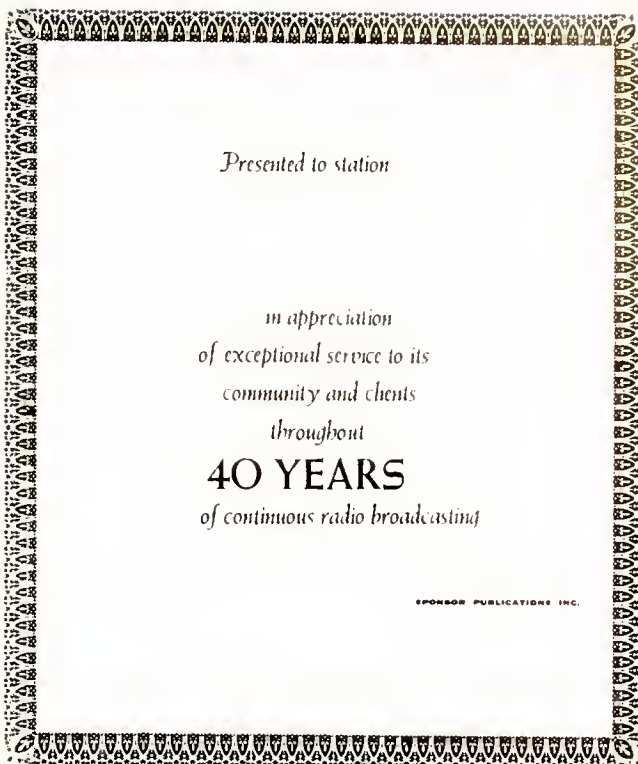 Presented to station
in appreciation
of exceptional service to its
community and clients
throughout
40 YEARS
of continuous radio broadcasting
SPONSOR PUBLICATIONS INC.